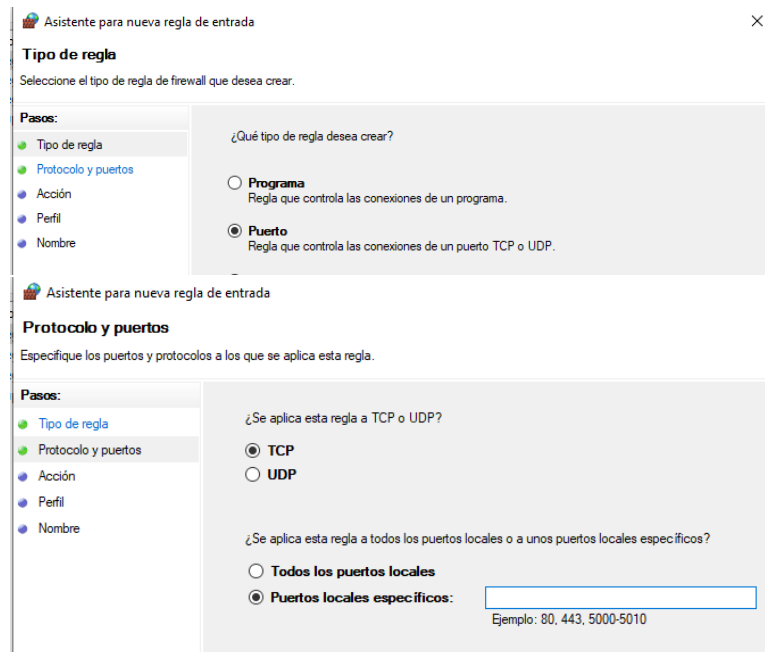 Asistente para nueva regla de entrada
Tipo de regla
Seleccione el tipo de regla de firewall que desea crear.
Pasos:
Tipo de regla
Protocolo y puertos
Acción
Perfil
Nombre
¿Qué tipo de regla desea crear?
Programa
Regla que controla las conexiones de un programa.
Puerto
Regla que controla las conexiones de un puerto TCP o UDP.
Asistente para nueva regla de entrada
Protocolo y puertos
Especifique los puertos y protocolos a los que se aplica esta regla.
Pasos:
Tipo de regla
Protocolo y puertos
Acción
Perfil
Nombre
¿Se aplica esta regla a TCP o UDP?
TCP
UDP
¿Se aplica esta regla a todos los puertos locales o a unos puertos locales específicos?
Todos los puertos locales
Puertos locales específicos:
Ejemplo: 80, 443, 5000-5010